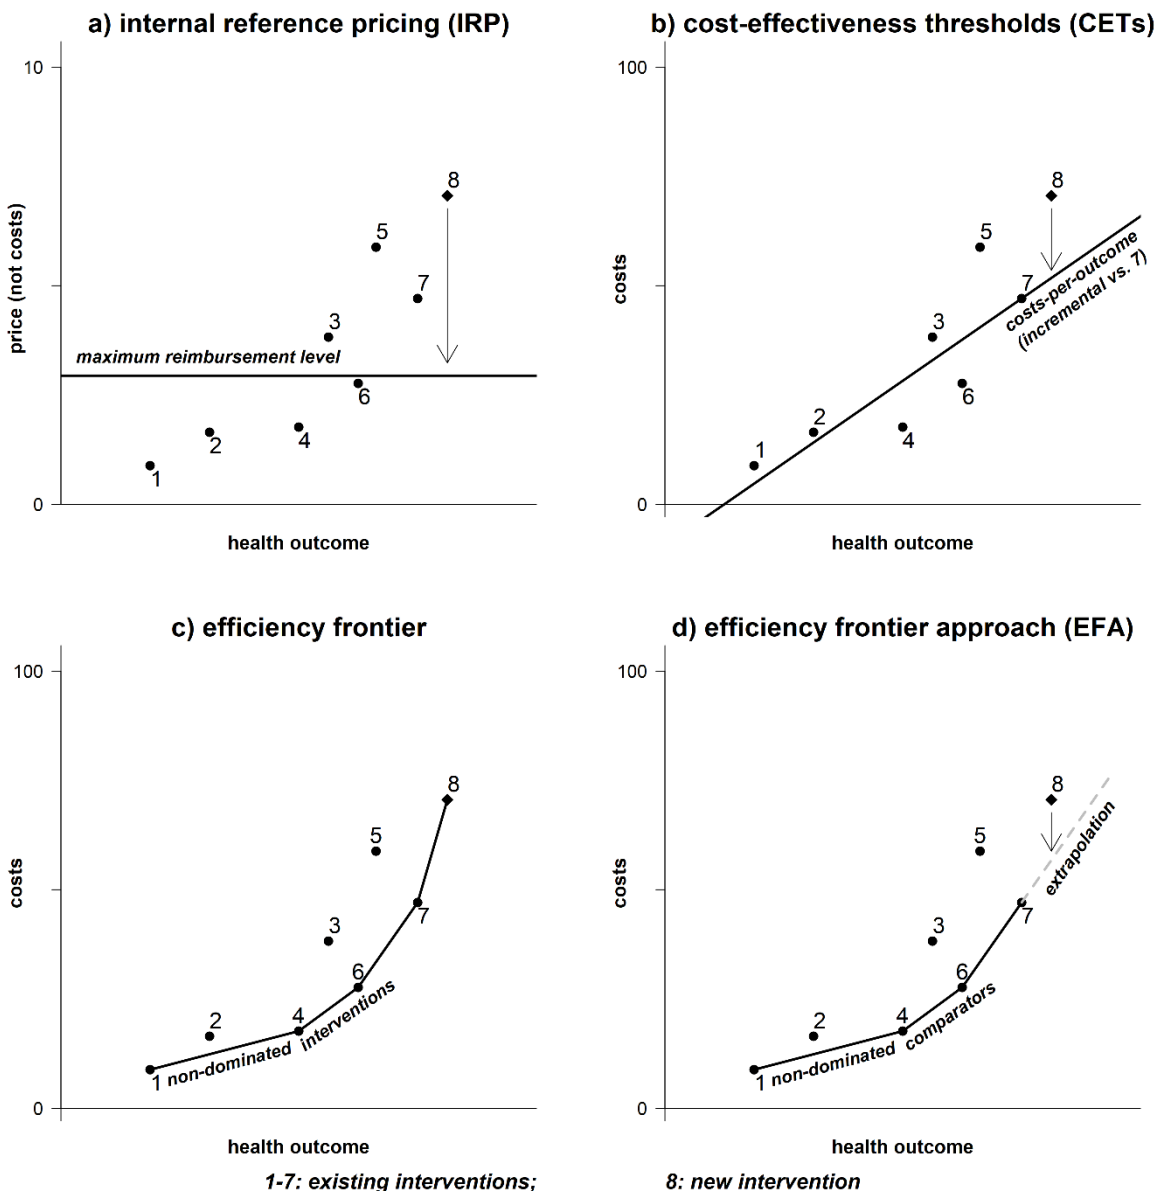 a) internal reference pricing (IRP)
10
price (not costs)
8
5
7
3
maximum reimbursement level
6
2
4
1
0
health outcome
b) cost-effectiveness thresholds (CETs)
100
costs
8
5
7
costs-per-outcome
(incremental vs. 7)
3
6
2
4
1
0
health outcome
c) efficiency frontier
100
costs
8
5
7
3
6
2
4
1
non-dominated interventions
0
health outcome
d) efficiency frontier approach (EFA)
100
costs
8
extrapolation
5
7
3
6
2
4
1
non-dominated comparators
0
health outcome
1-7: existing interventions;
8: new intervention